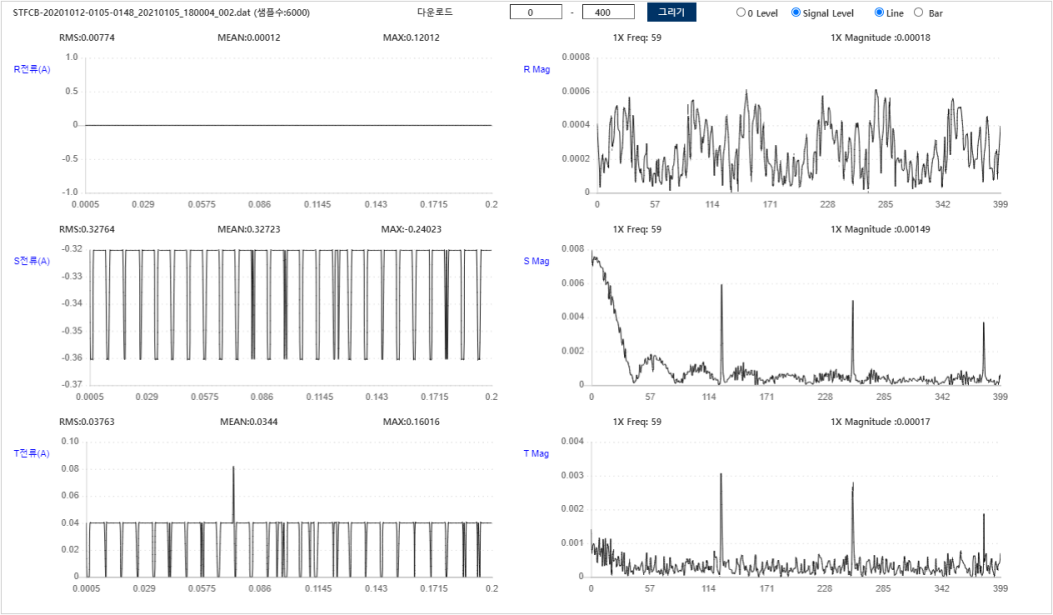 STFCB-20201012-0105-0148_20210105_180004_002.dat (샘플수:6000) 다운로드 0 - 400 그리기 0 Level Signal Level Line Bar
RMS:0.00774 MEAN:0.00012 MAX:0.12012 1X Freq: 59 1X Magnitude :0.00018
R전류(A)
1.0
0.5
0
-0.5
-1.0
0.0005 0.029 0.0575 0.086 0.1145 0.143 0.1715 0.2
R Mag
0.0008
0.0006
0.0004
0.0002
0
0 57 114 171 228 285 342 399
RMS:0.32764 MEAN:0.32723 MAX:-0.24023 1X Freq: 59 1X Magnitude :0.00149
S전류(A)
-0.32
-0.33
-0.34
-0.35
-0.36
-0.37
0.0005 0.029 0.0575 0.086 0.1145 0.143 0.1715 0.2
S Mag
0.008
0.006
0.004
0.002
0
0 57 114 171 228 285 342 399
RMS:0.03763 MEAN:0.0344 MAX:0.16016 1X Freq: 59 1X Magnitude :0.00017
T전류(A)
0.10
0.08
0.06
0.04
0.02
0
0.0005 0.029 0.0575 0.086 0.1145 0.143 0.1715 0.2
T Mag
0.004
0.003
0.002
0.001
0
0 57 114 171 228 285 342 399